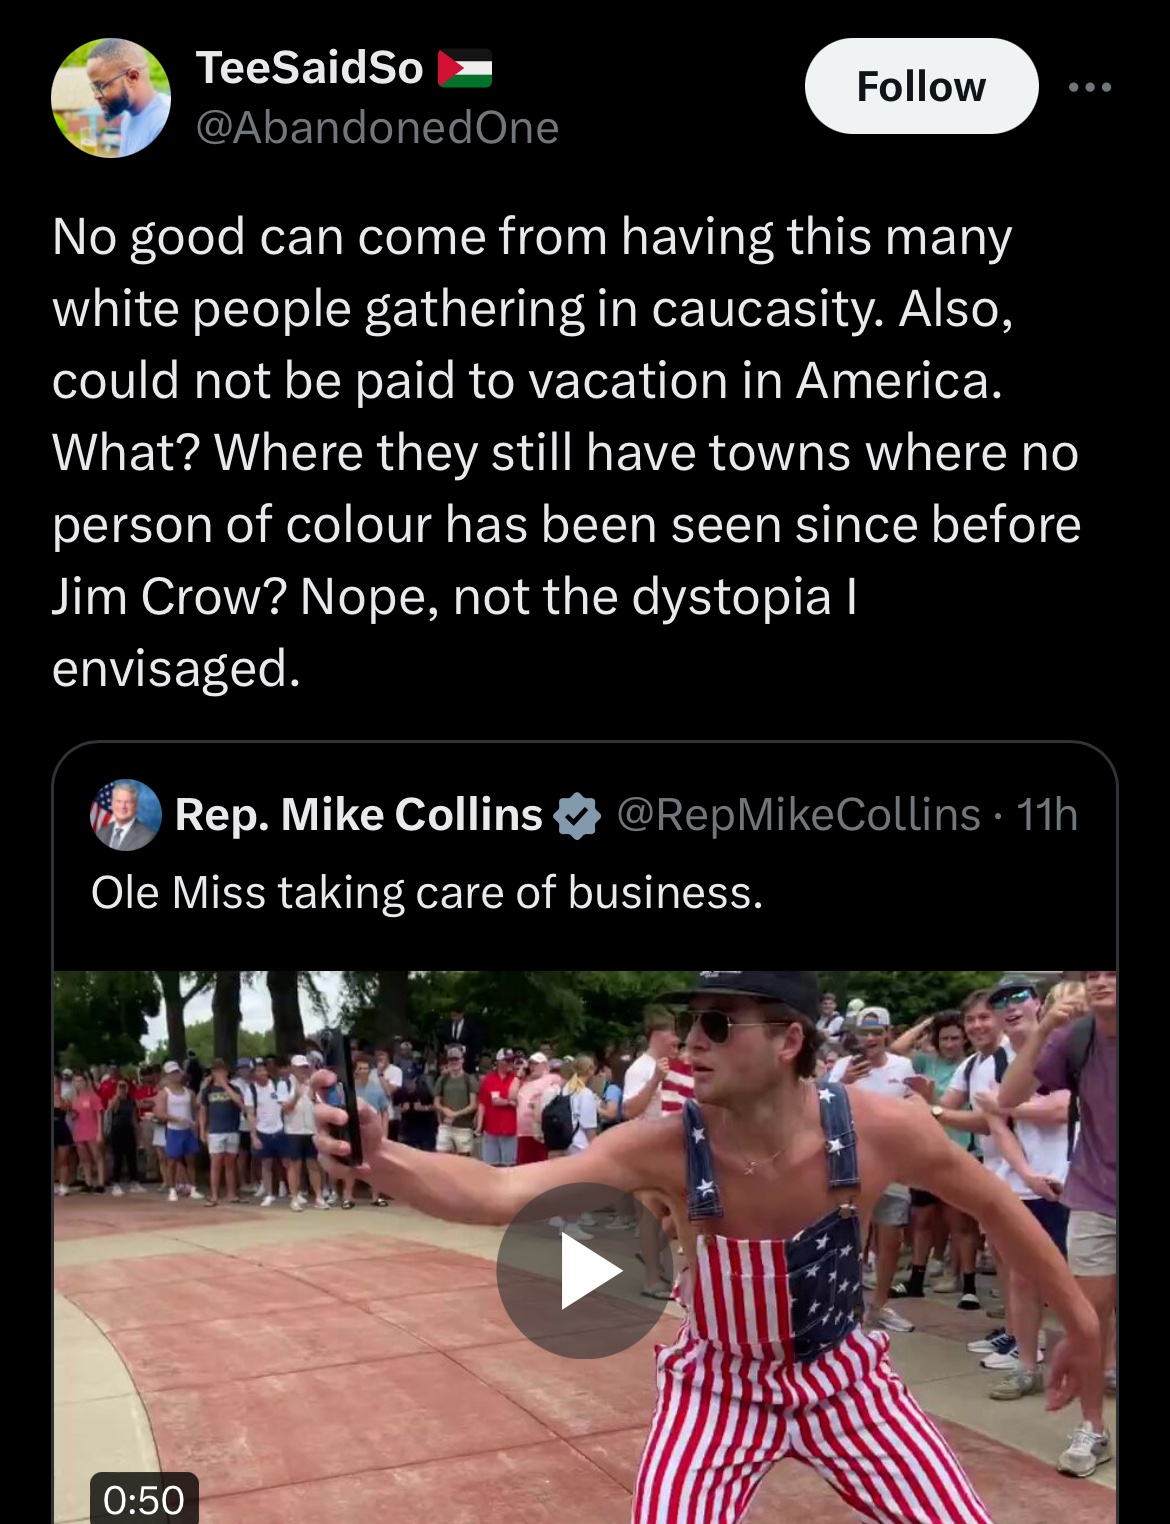 TeeSaidSo
Follow
@AbandonedOne
No good can come from having this many
white people gathering in caucasity. Also,
could not be paid to vacation in America.
What? Where they still have towns where no
person of colour has been seen since before
Jim Crow? Nope, not the dystopia I
envisaged.
Rep. Mike Collins @RepMikeCollins · 11h
Ole Miss taking care of business.
0:50